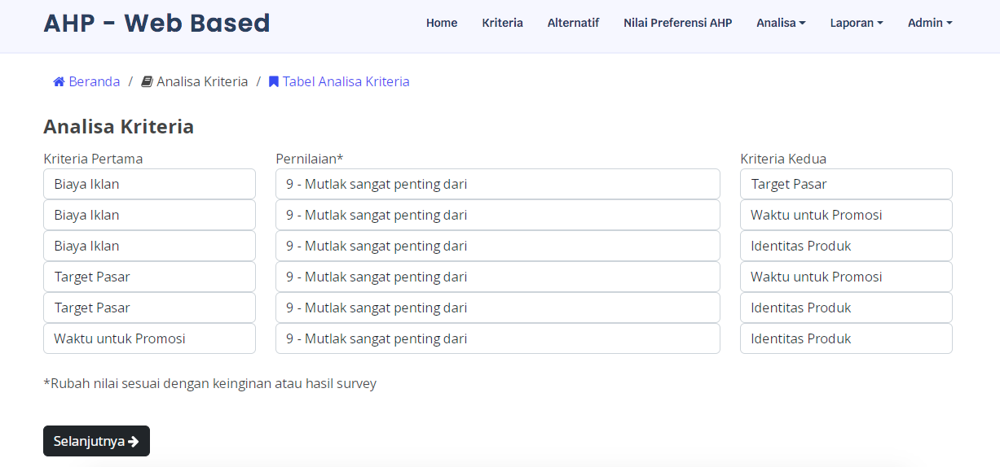 AHP - Web Based
Home Kriteria Alternatif Nilai Preferensi AHP Analisa Laporan Admin
Beranda / Analisa Kriteria / Tabel Analisa Kriteria
Analisa Kriteria
Kriteria Pertama Pernilaian* Kriteria Kedua
Biaya Iklan 9 - Mutlak sangat penting dari Target Pasar
Biaya Iklan 9 - Mutlak sangat penting dari Waktu untuk Promosi
Biaya Iklan 9 - Mutlak sangat penting dari Identitas Produk
Target Pasar 9 - Mutlak sangat penting dari Waktu untuk Promosi
Target Pasar 9 - Mutlak sangat penting dari Identitas Produk
Waktu untuk Promosi 9 - Mutlak sangat penting dari Identitas Produk
*Rubah nilai sesuai dengan keinginan atau hasil survey
Selanjutnya